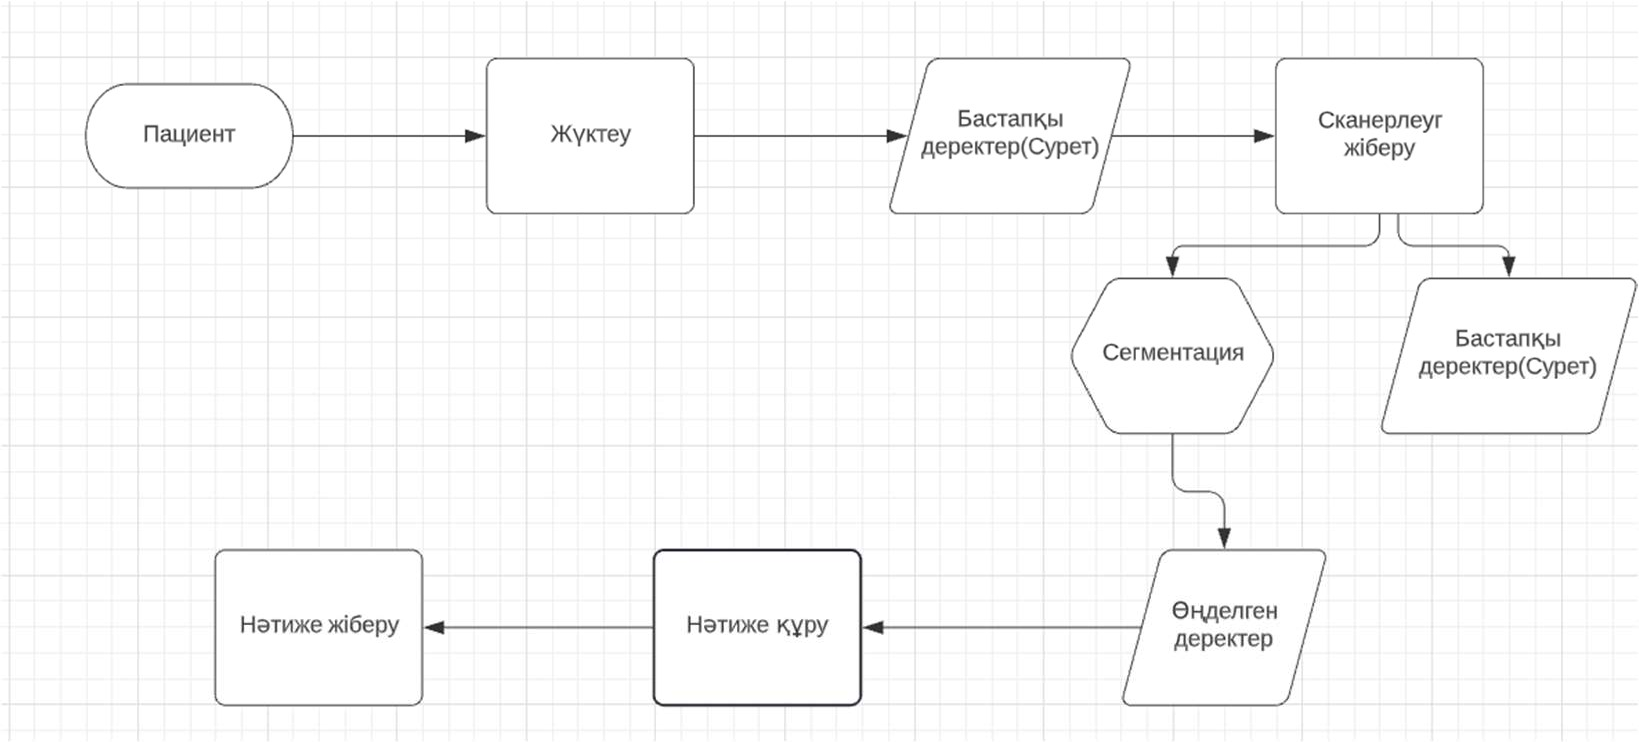 Пациент
Жүктеу
Бастапқы
деректер(Сурет)
Сканерлеуг
жіберу
Сегментация
Бастапқы
деректер(Сурет)
Нәтиже жіберу
Нәтиже құру
Өңделген
деректер